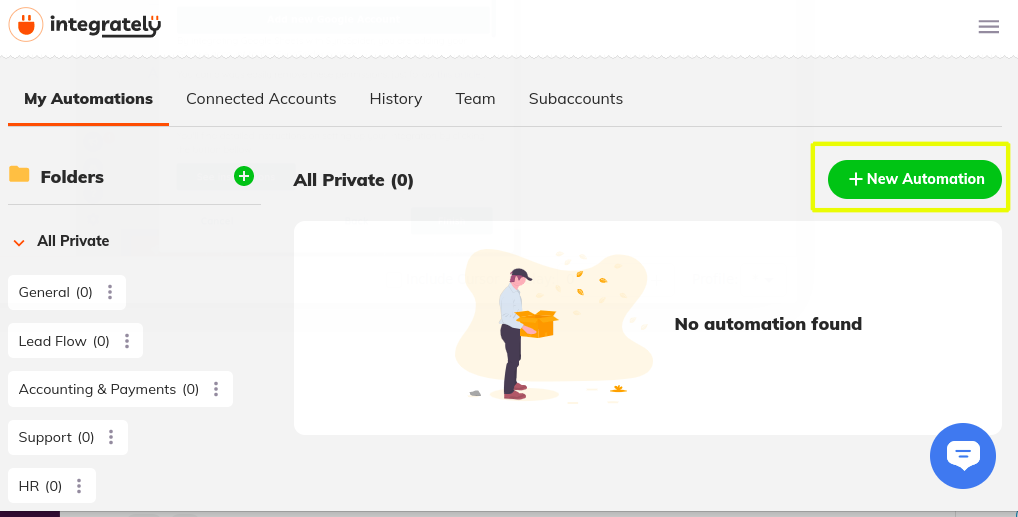 integrately
My Automations Connected Accounts History Team Subaccounts
Folders
All Private (0)
New Automation
All Private
General (0)
Lead Flow (0)
Accounting & Payments (0)
Support (0)
HR (0)
No automation found